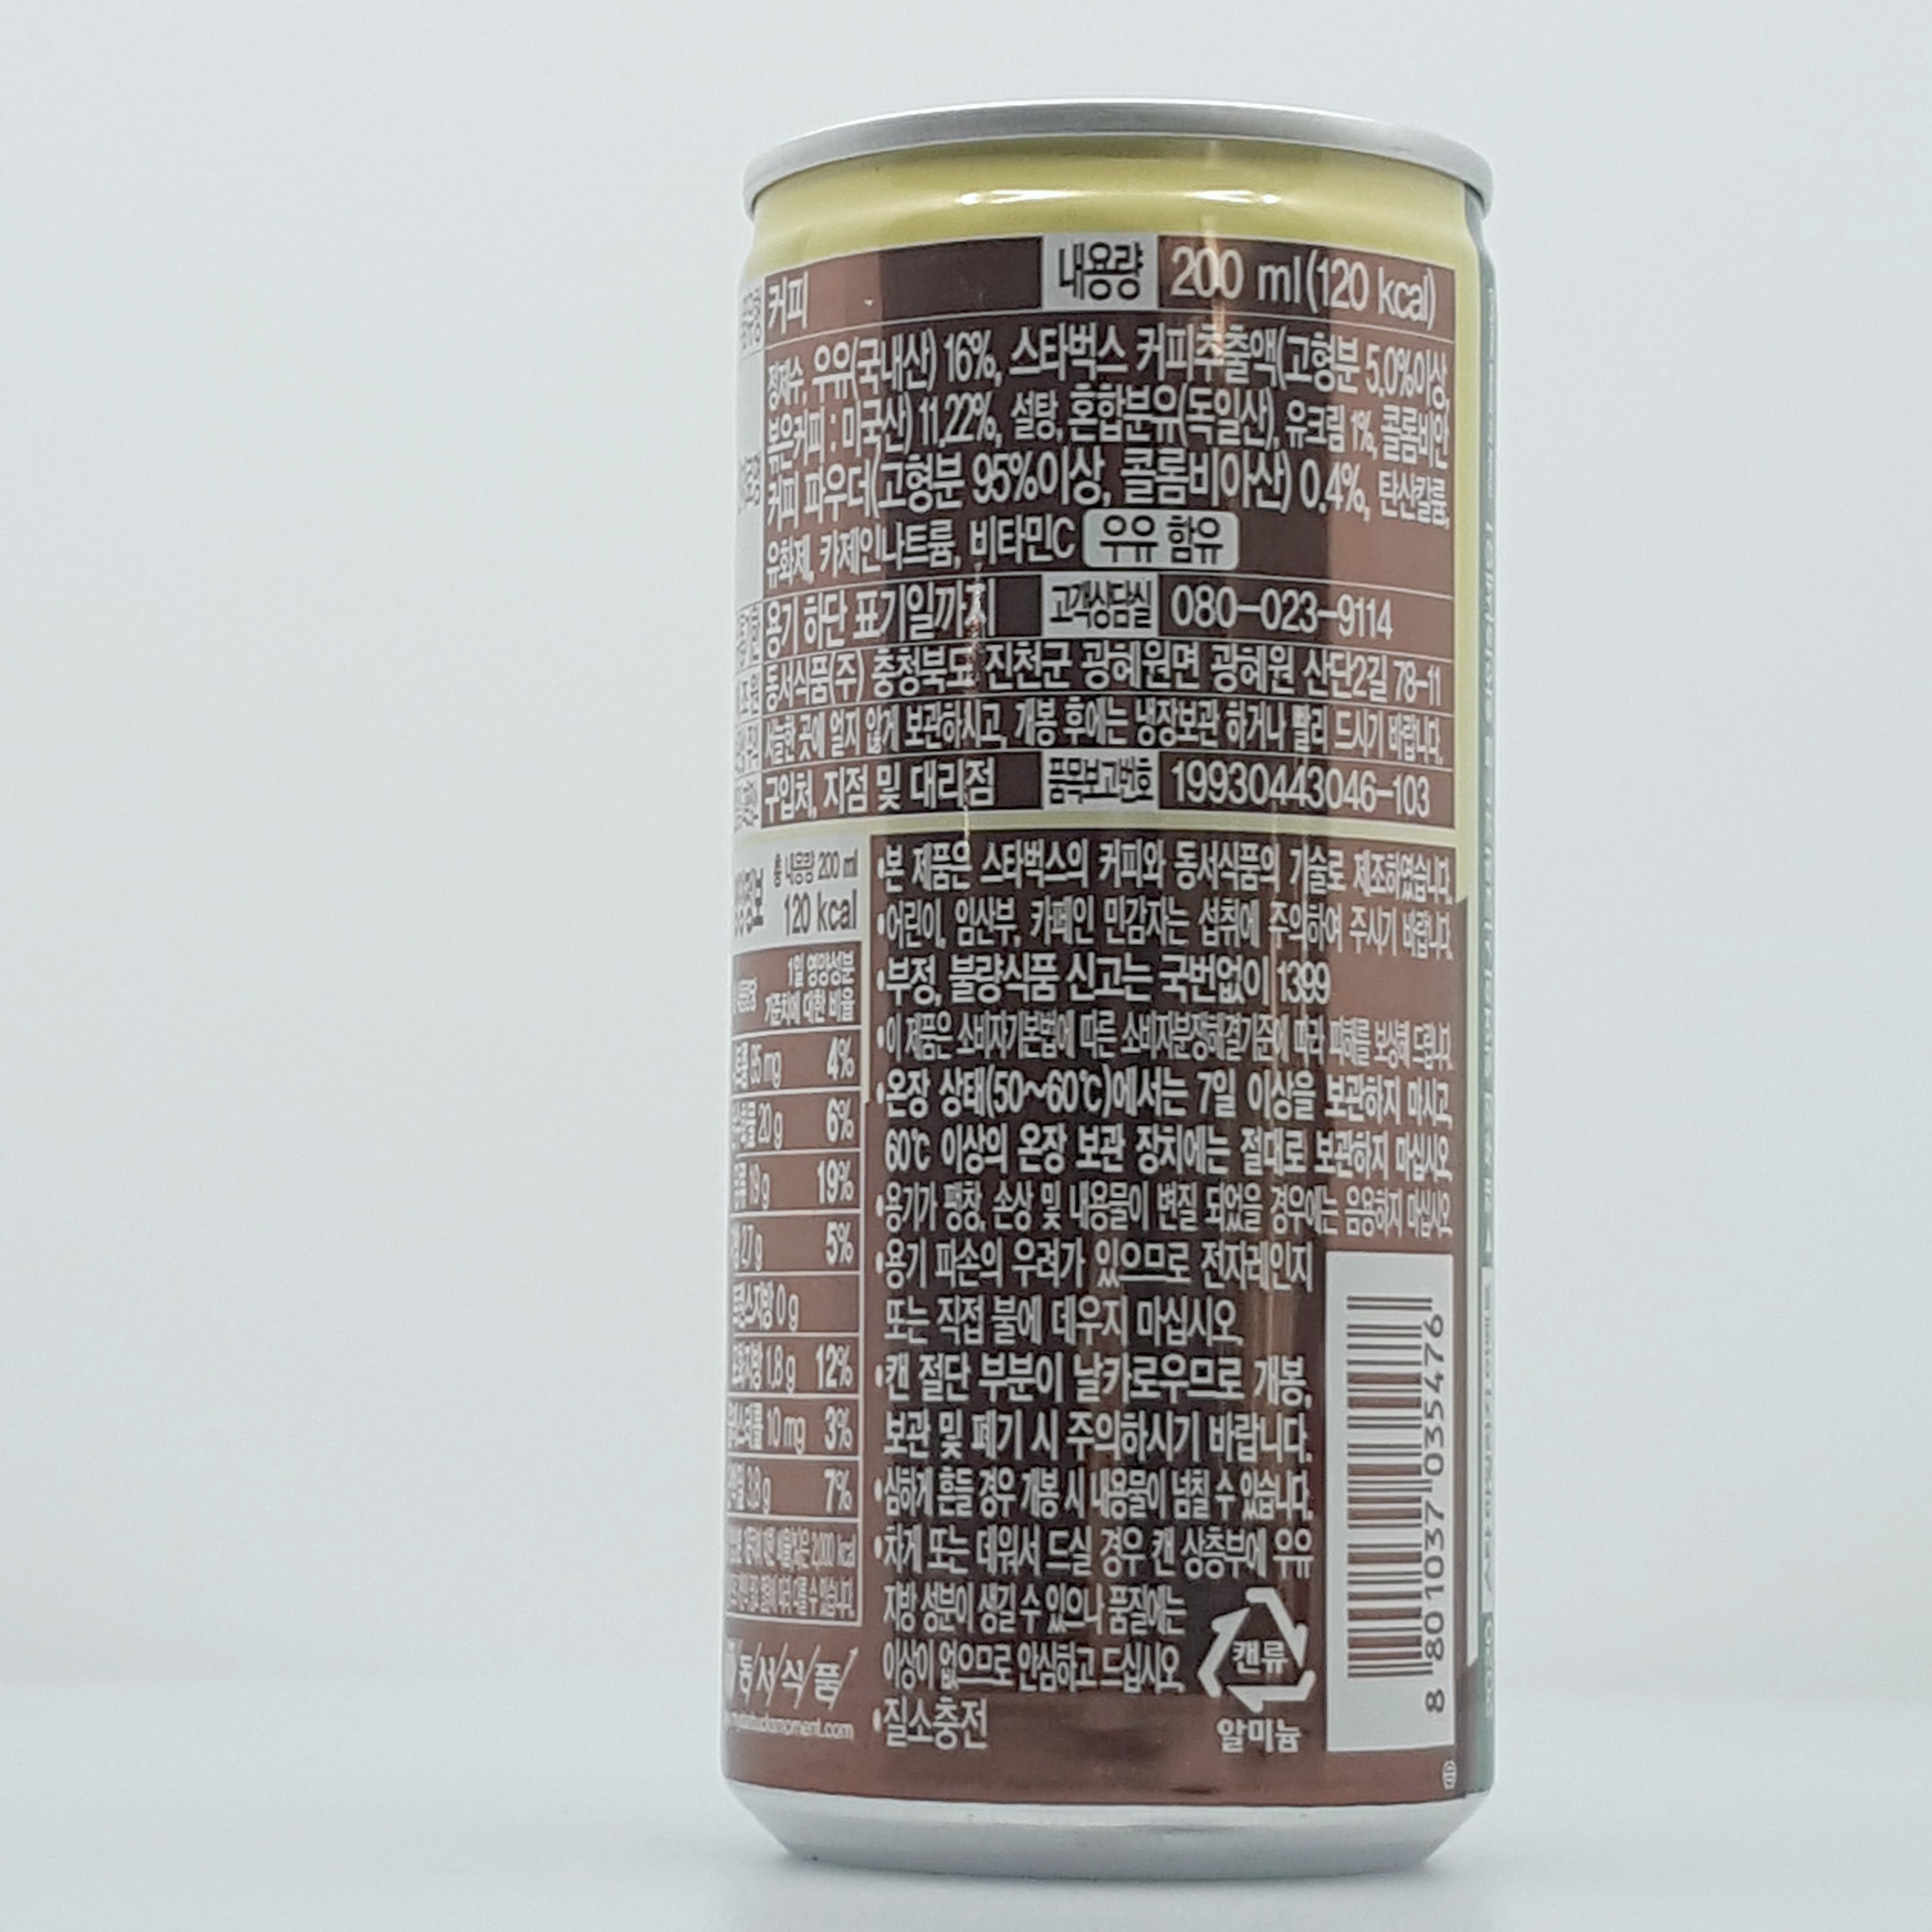 커피 내용량 200 ml(120 kcal)
정제수, 우유(국내산) 16%, 스타벅스 커피추출액(고형분 5.0%이상,
볶은커피 : 미국산) 11.22%, 설탕, 혼합분유(독일산), 유크림 1%, 콜롬비안
커피 파우더(고형분 95%이상, 콜롬비아산) 0.4%, 탄산칼륨,
유화제, 카제인나트륨, 비타민C 우유 함유
용기 하단 표기일까지 고객상담실 080-023-9114
동서식품(주) 충청북도 진천군 광혜원면 광혜원 산단2길 78-11
서늘한 곳에 얼지 않게 보관하시고, 개봉 후에는 냉장보관 하거나 빨리 드시기 바랍니다.
구입처, 지점 및 대리점 품목보고번호 19930443046-103
총 내용량 200 ml
120 kcal
1일 영양성분
기준치에 대한 비율
85 mg 4%
20 g 6%
19 g 19%
2.7 g 5%
트랜스지방 0 g
포화지방 1.8 g 12%
10 mg 3%
3.8 g 7%
2,000 kcal
동서식품
•본 제품은 스타벅스의 커피와 동서식품의 기술로 제조하였습니다.
•어린이, 임산부, 카페인 민감자는 섭취에 주의하여 주시기 바랍니다.
•부정, 불량식품 신고는 국번없이 1399
•이 제품은 소비자기본법에 따른 소비자분쟁해결기준에 따라 피해를 보상해 드립니다.
•온장 상태(50~60℃)에서는 7일 이상을 보관하지 마시고,
60℃ 이상의 온장 보관 장치에는 절대로 보관하지 마십시오.
•용기가 팽창, 손상 및 내용물이 변질 되었을 경우에는 음용하지 마십시오.
•용기 파손의 우려가 있으므로 전자레인지
또는 직접 불에 데우지 마십시오.
•캔 절단 부분이 날카로우므로 개봉,
보관 및 폐기 시 주의하시기 바랍니다.
•심하게 흔들 경우 개봉 시 내용물이 넘칠 수 있습니다.
•차게 또는 데워서 드실 경우 캔 상층부에 우유
지방 성분이 생길 수 있으나 품질에는
이상이 없으므로 안심하고 드십시오.
•질소충전
캔류
알미늄
8 801037 035476